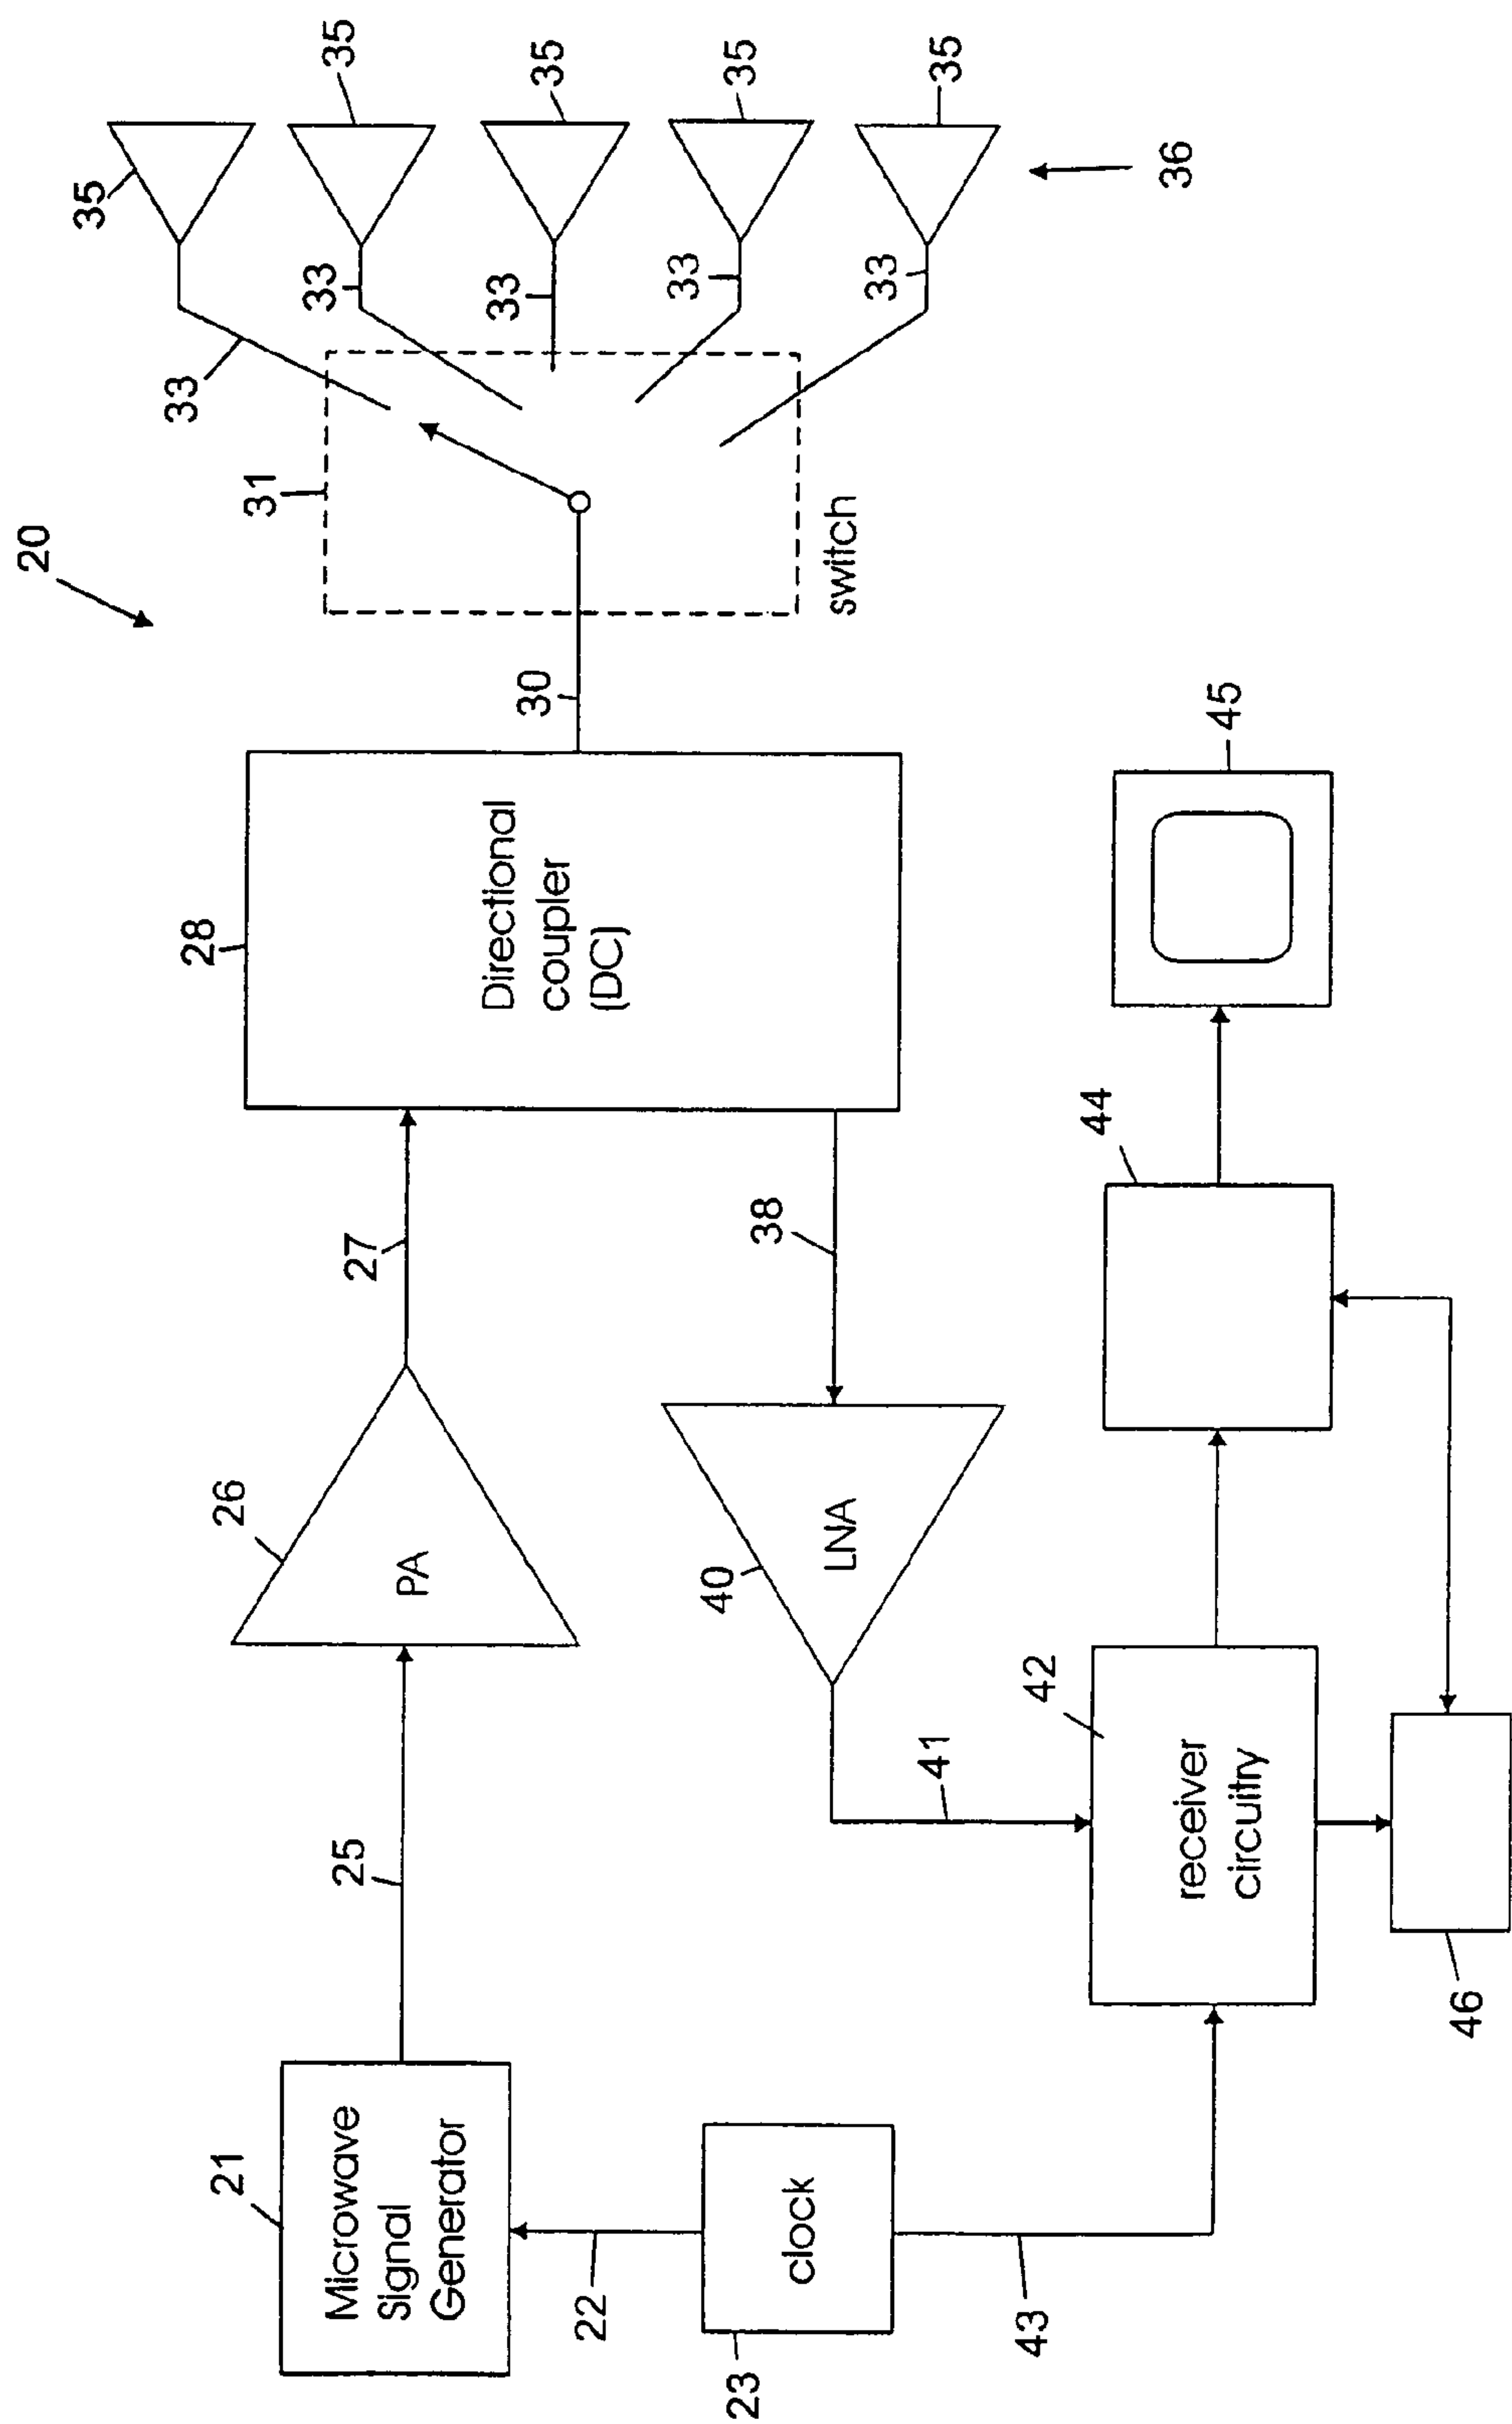 20
21
Microwave
Signal
Generator
25
26
PA
27
28
Directional
coupler
(DC)
30
31
switch
33
33
33
33
33
35
35
35
35
35
36
22
23
clock
43
38
40
LNA
41
42
receiver
circuitry
44
45
46